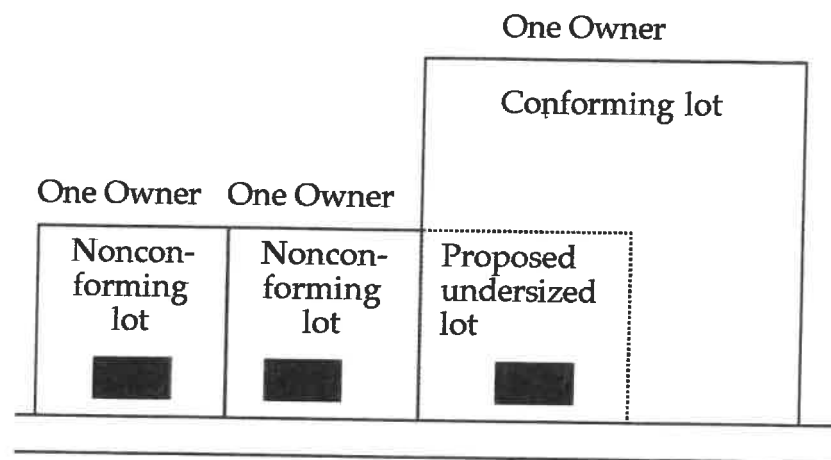 One Owner
Conforming lot
One Owner
One Owner
Noncon-
forming
lot
Noncon-
forming
lot
Proposed
undersized
lot